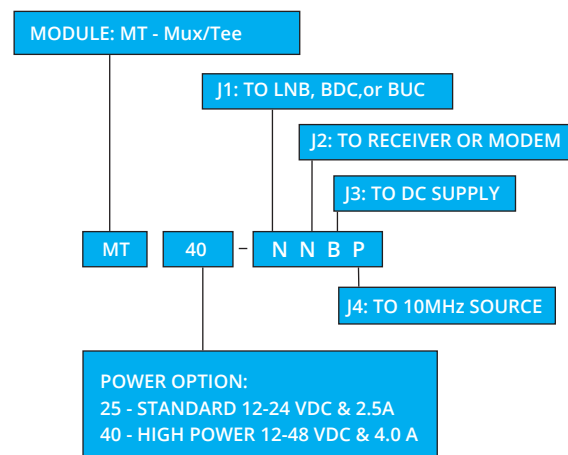 MODULE: MT - Mux/Tee
J1: TO LNB, BDC,or BUC
J2: TO RECEIVER OR MODEM
J3: TO DC SUPPLY
MT 40 - N N B P
J4: TO 10MHz SOURCE
POWER OPTION:
25 - STANDARD 12-24 VDC & 2.5A
40 - HIGH POWER 12-48 VDC & 4.0 A